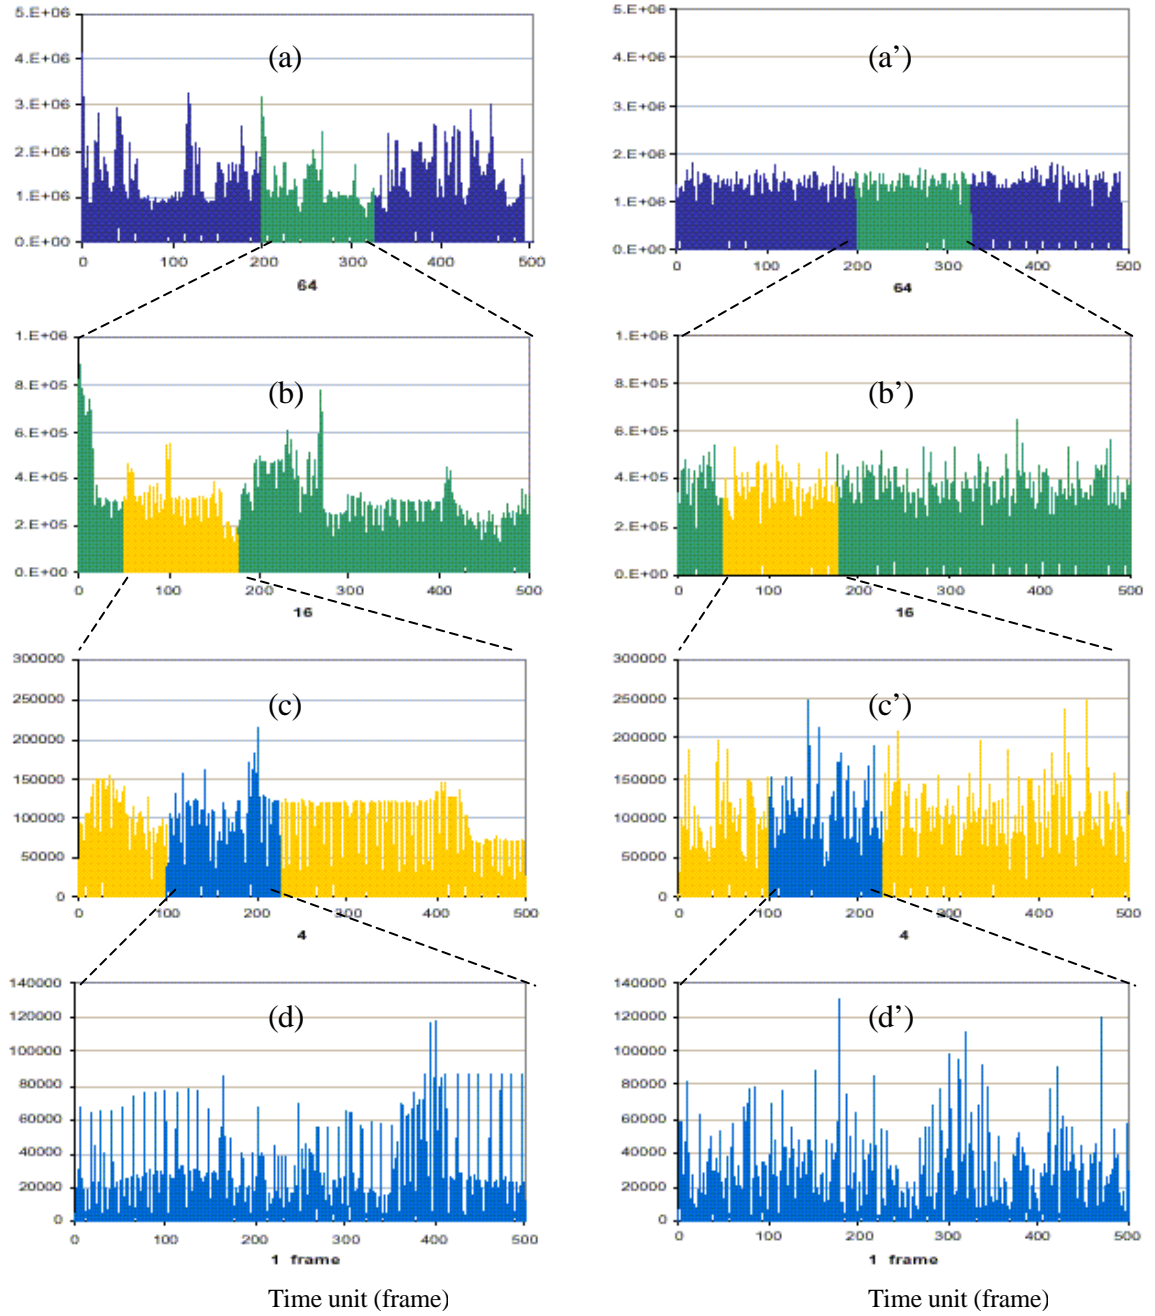 5.E+06
(a)
4.E+06
3.E+06
2.E+06
1.E+06
0.E+00
0 100 200 300 400 500
64
5.E+06
(a’)
4.E+06
3.E+06
2.E+06
1.E+06
0.E+00
0 100 200 300 400 500
64
1.E+06
(b)
8.E+05
6.E+05
4.E+05
2.E+05
0.E+00
0 100 200 300 400 500
16
1.E+06
(b’)
8.E+05
6.E+05
4.E+05
2.E+05
0.E+00
0 100 200 300 400 500
16
300000
(c)
250000
200000
150000
100000
50000
0
0 100 200 300 400 500
4
300000
(c’)
250000
200000
150000
100000
50000
0
0 100 200 300 400 500
4
140000
(d)
120000
100000
80000
60000
40000
20000
0
0 100 200 300 400 500
1 frame
Time unit (frame)
140000
(d’)
120000
100000
80000
60000
40000
20000
0
0 100 200 300 400 500
1 frame
Time unit (frame)